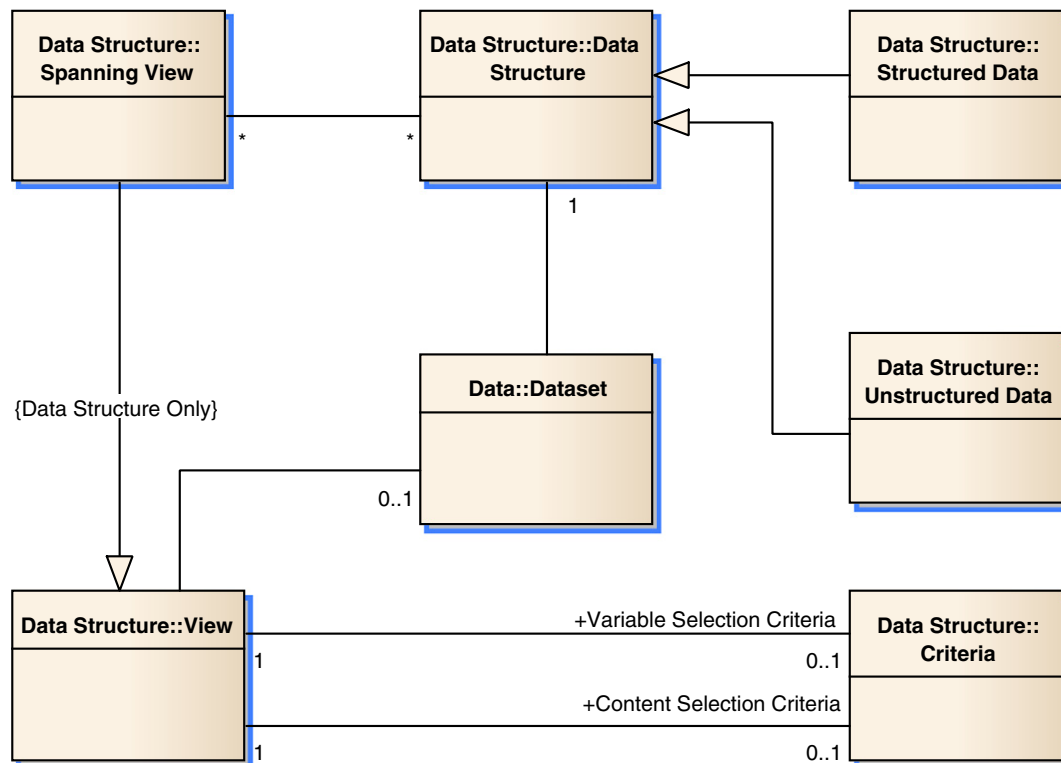 Data Structure::
Spanning View
Data Structure::Data
Structure
Data Structure::
Structured Data
*
*
1
Data::Dataset
Data Structure::
Unstructured Data
{Data Structure Only}
0..1
Data Structure::View
+Variable Selection Criteria
1
0..1
Data Structure::
Criteria
+Content Selection Criteria
1
0..1